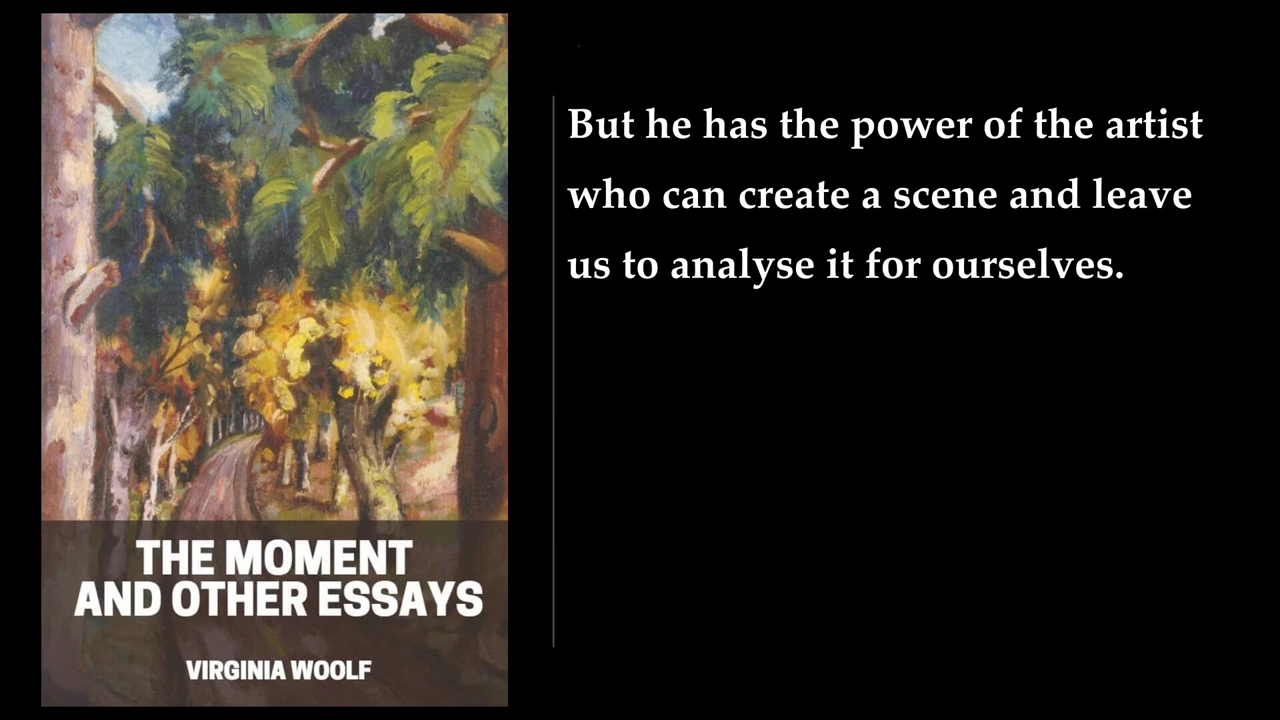 THE MOMENT
AND OTHER ESSAYS
VIRGINIA WOOLF
But he has the power of the artist
who can create a scene and leave
us to analyse it for ourselves.